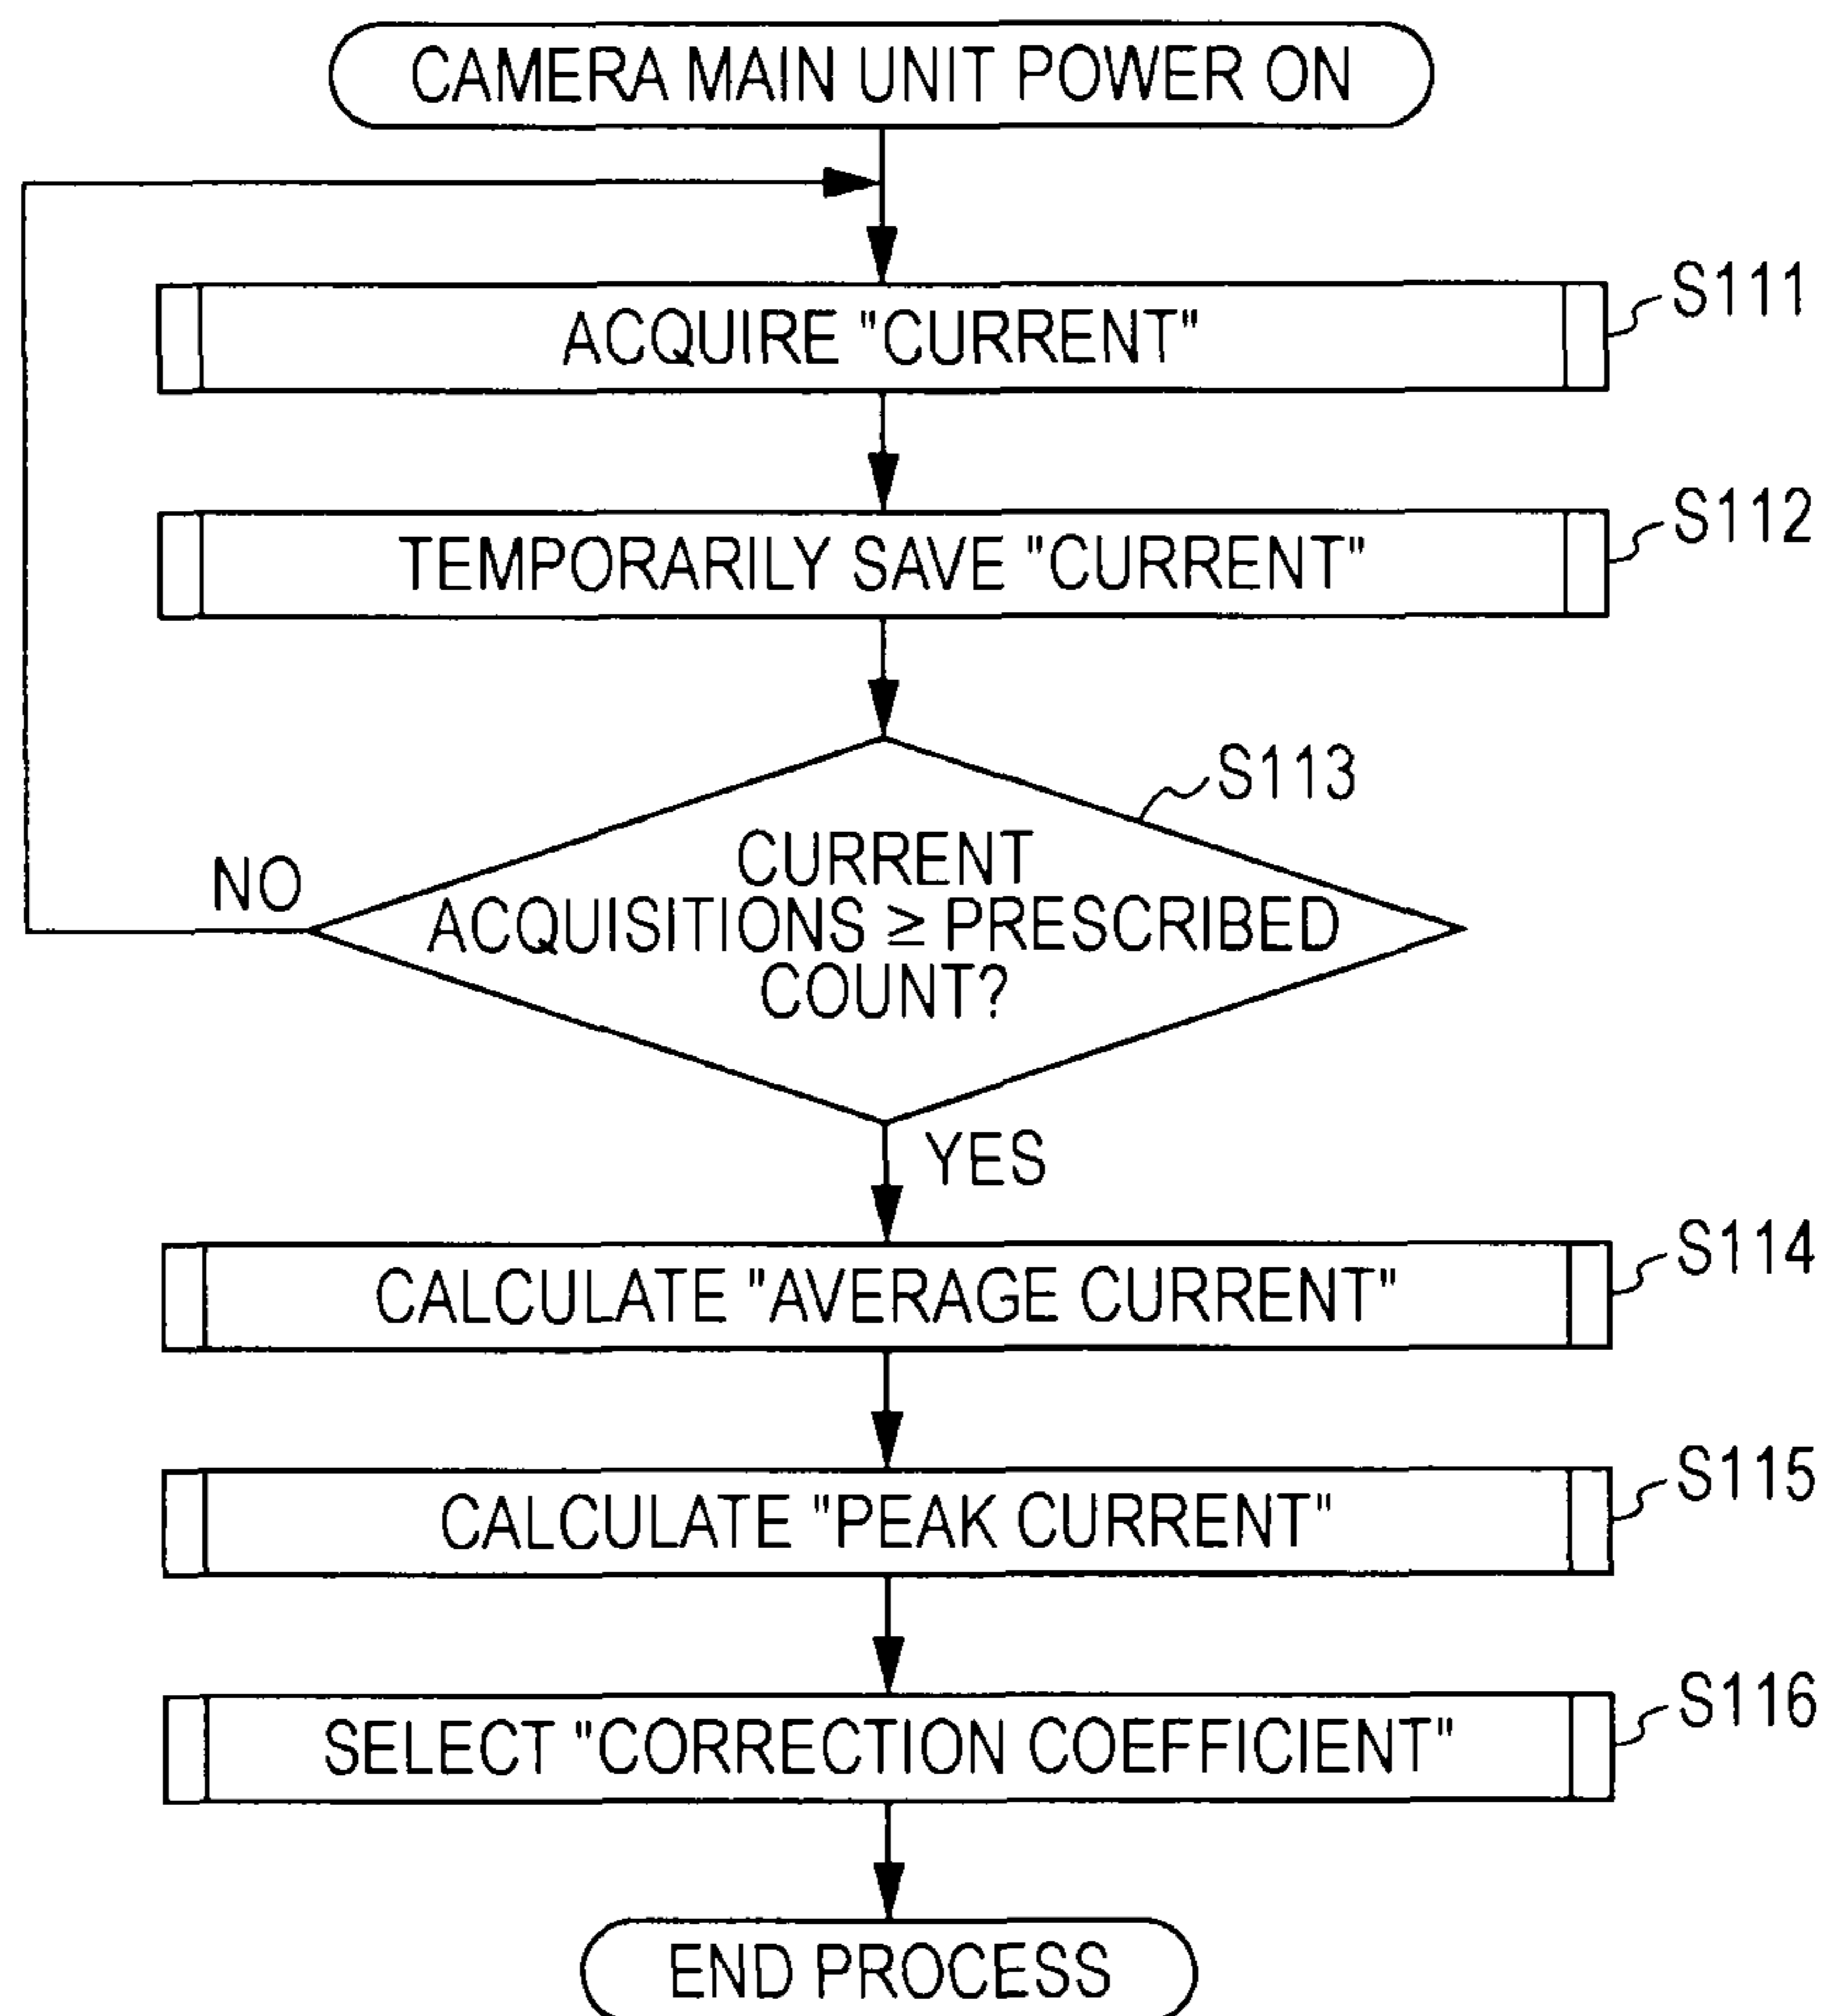 CAMERA MAIN UNIT POWER ON
ACQUIRE "CURRENT"
S111
TEMPORARILY SAVE "CURRENT"
S112
S113
CURRENT
ACQUISITIONS ≥ PRESCRIBED
COUNT?
NO
YES
CALCULATE "AVERAGE CURRENT"
S114
CALCULATE "PEAK CURRENT"
S115
SELECT "CORRECTION COEFFICIENT"
S116
END PROCESS